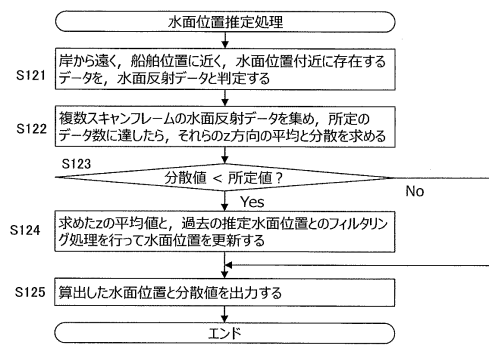 水面位置推定処理
S121
岸から遠く，船舶位置に近く，水面位置付近に存在する
データを，水面反射データと判定する
S122
複数スキャンフレームの水面反射データを集め，所定の
データ数に達したら，それらのz方向の平均と分散を求める
S123
分散値 < 所定値？
No
Yes
S124
求めたzの平均値と，過去の推定水面位置とのフィルタリン
グ処理を行って水面位置を更新する
S125
算出した水面位置と分散値を出力する
エンド